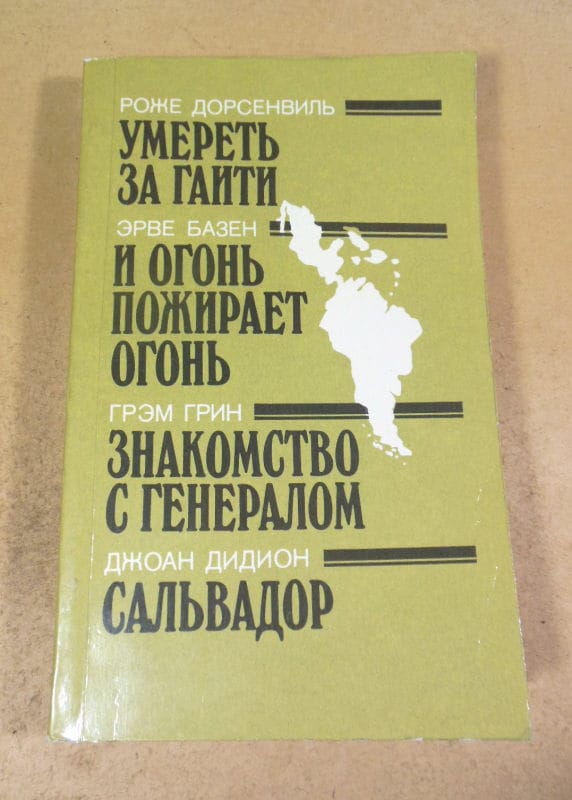 РОЖЕ ДОРСЕНВИЛЬ
УМЕРЕТЬ
ЗА ГАИТИ
ЭРВЕ БАЗЕН
И ОГОНЬ
ПОЖИРАЕТ
ОГОНЬ
ГРЭМ ГРИН
ЗНАКОМСТВО
С ГЕНЕРАЛОМ
ДЖОАН ДИДИОН
САЛЬВАДОР